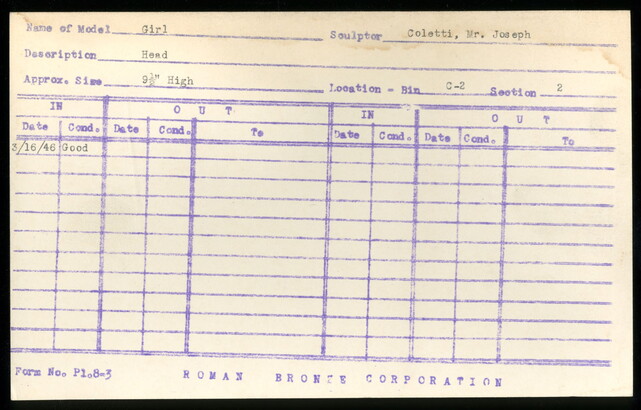 Name of Model Girl Sculptor Coletti, Mr. Joseph
Description Head
Approx. Size 9½" High Location - Bin C-2 Section 2
IN OUT IN OUT
Date Cond. Date Cond. To Date Cond. Date Cond. To
3/16/46 Good
Form No. P1.8-3 ROMAN BRONZE CORPORATION